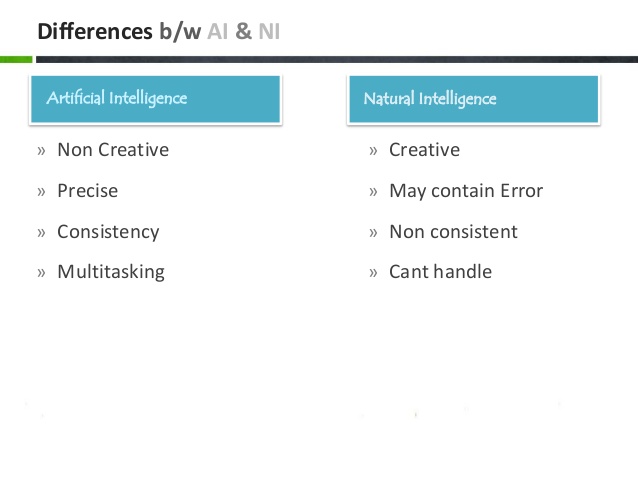 Differences b/w AI & NI
Artificial Intelligence
» Non Creative
» Precise
» Consistency
» Multitasking
Natural Intelligence
» Creative
» May contain Error
» Non consistent
» Cant handle